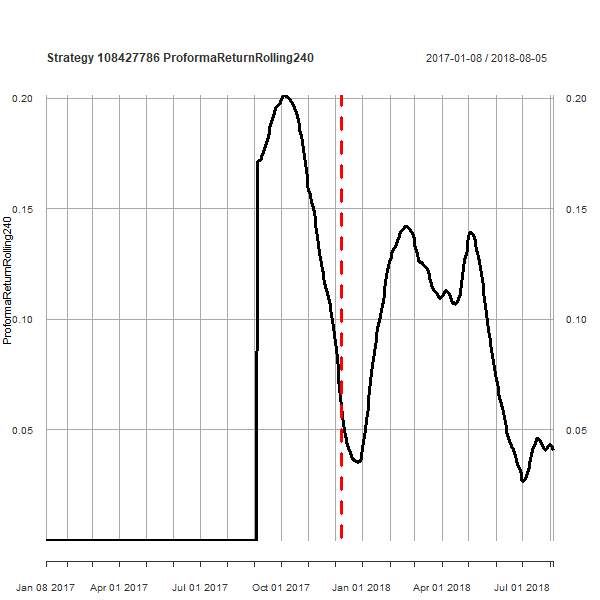 Strategy 108427786 ProformaReturnRolling240
2017-01-08 / 2018-08-05
0.20
0.20
0.15
0.15
ProformaReturnRolling240
0.10
0.10
0.05
0.05
Jan 08 2017
Apr 01 2017
Jul 01 2017
Oct 01 2017
Jan 01 2018
Apr 01 2018
Jul 01 2018